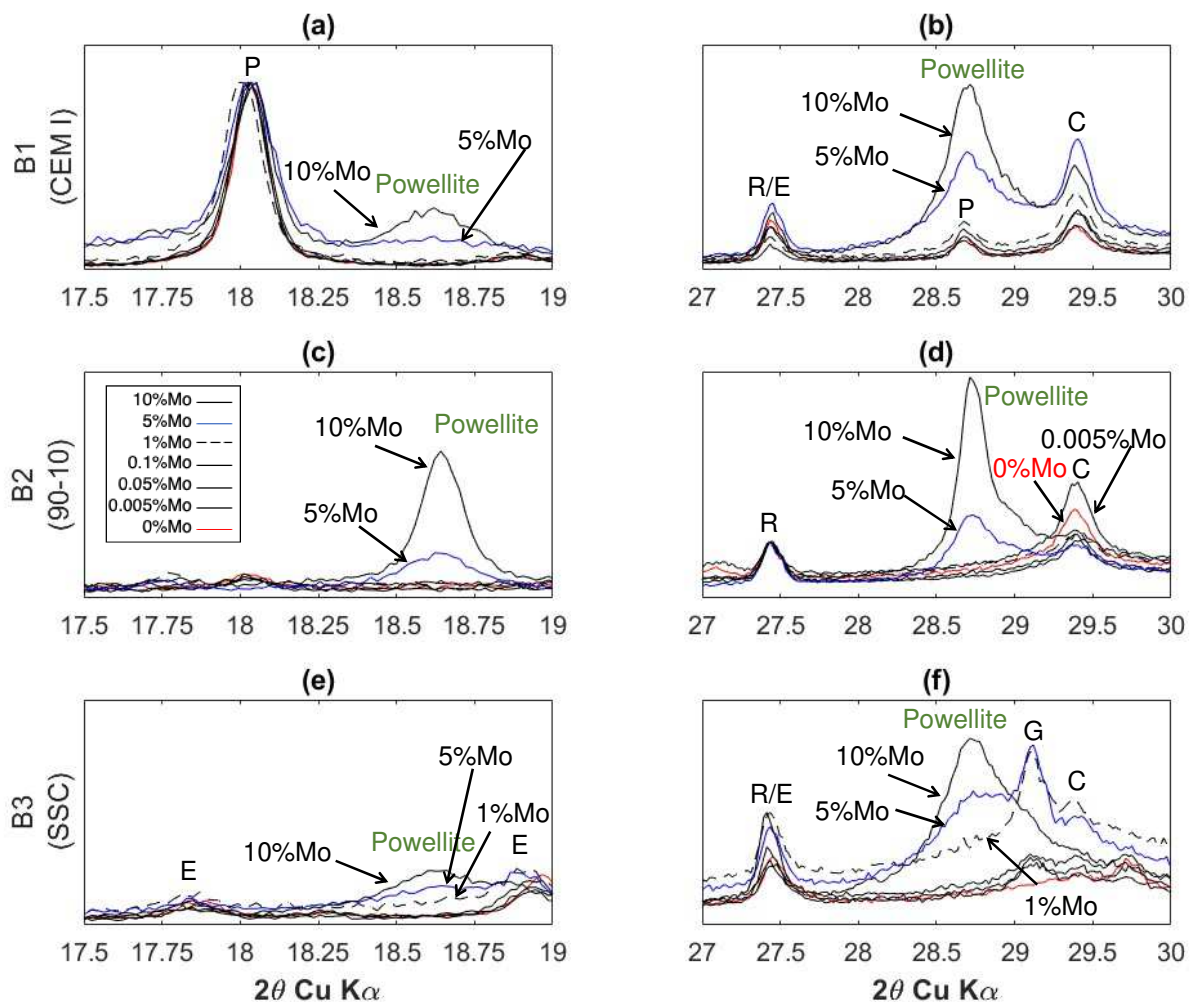 (a)
B1
(CEM I)
P
10%Mo
5%Mo
Powellite
17.5 17.75 18 18.25 18.5 18.75 19
(b)
Powellite
10%Mo
5%Mo
C
R/E
P
27 27.5 28 28.5 29 29.5 30
(c)
B2
(90-10)
10%Mo
5%Mo
1%Mo
0.1%Mo
0.05%Mo
0.005%Mo
0%Mo
10%Mo
Powellite
5%Mo
17.5 17.75 18 18.25 18.5 18.75 19
(d)
Powellite
10%Mo
0.005%Mo
0%Mo
C
5%Mo
R
27 27.5 28 28.5 29 29.5 30
(e)
B3
(SSC)
5%Mo
1%Mo
Powellite
E
10%Mo
E
17.5 17.75 18 18.25 18.5 18.75 19
2θ Cu Kα
(f)
Powellite
G
10%Mo
C
R/E
5%Mo
1%Mo
27 27.5 28 28.5 29 29.5 30
2θ Cu Kα